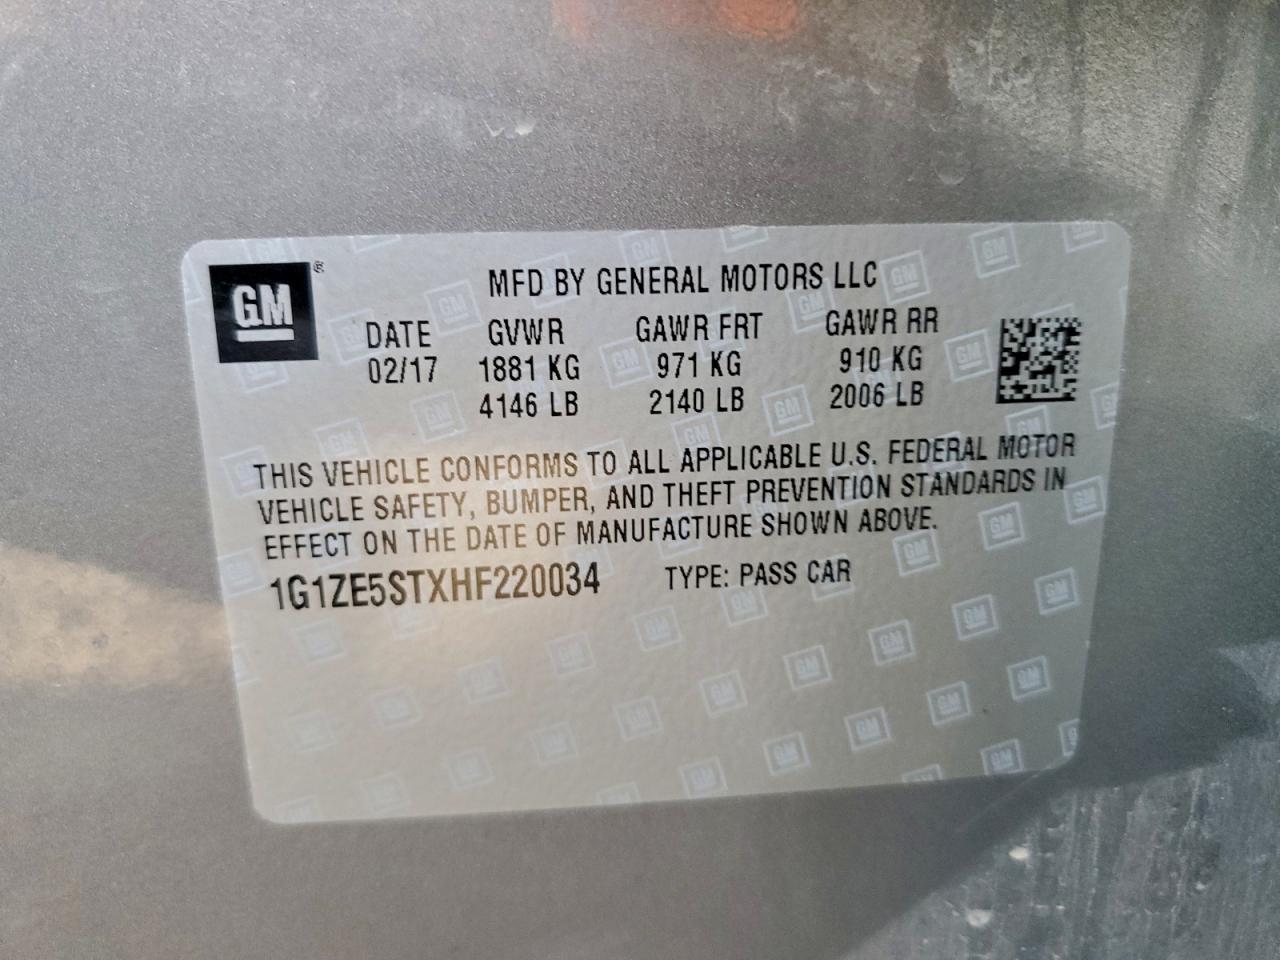 GM®
MFD BY GENERAL MOTORS LLC
DATE GVWR GAWR FRT GAWR RR
02/17 1881 KG 971 KG 910 KG
4146 LB 2140 LB 2006 LB
THIS VEHICLE CONFORMS TO ALL APPLICABLE U.S. FEDERAL MOTOR
VEHICLE SAFETY, BUMPER, AND THEFT PREVENTION STANDARDS IN
EFFECT ON THE DATE OF MANUFACTURE SHOWN ABOVE.
1G1ZE5STXHF220034 TYPE: PASS CAR